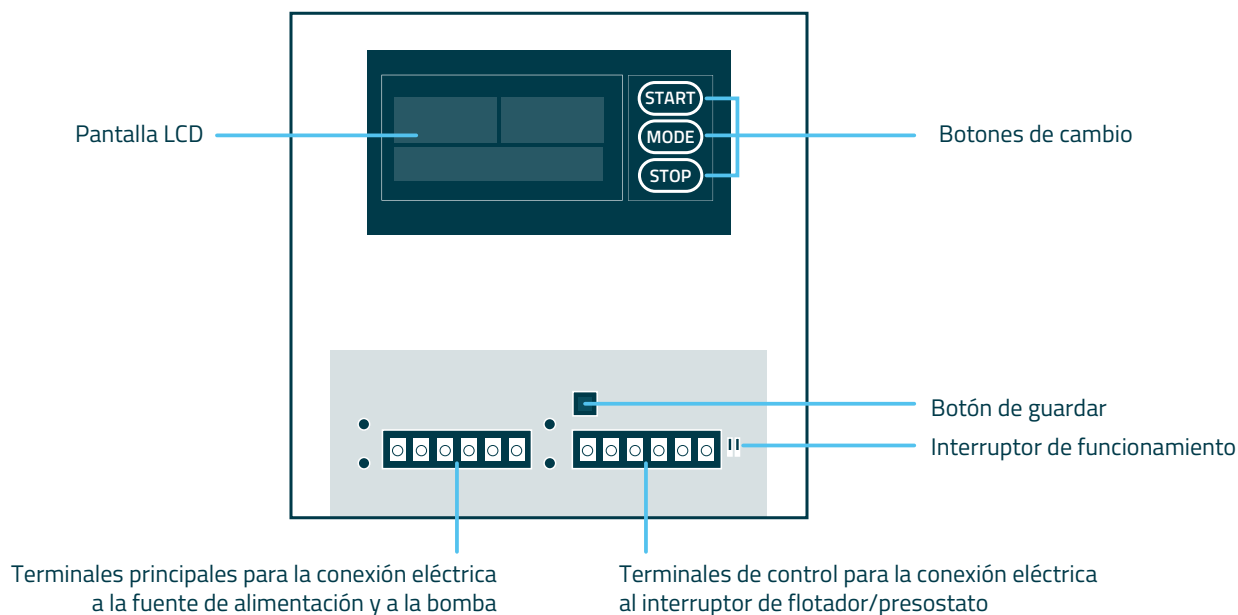 START
Pantalla LCD
MODE
Botones de cambio
STOP
Botón de guardar
Interruptor de funcionamiento
Terminales principales para la conexión eléctrica
a la fuente de alimentación y a la bomba
Terminales de control para la conexión eléctrica
al interruptor de flotador/presostato